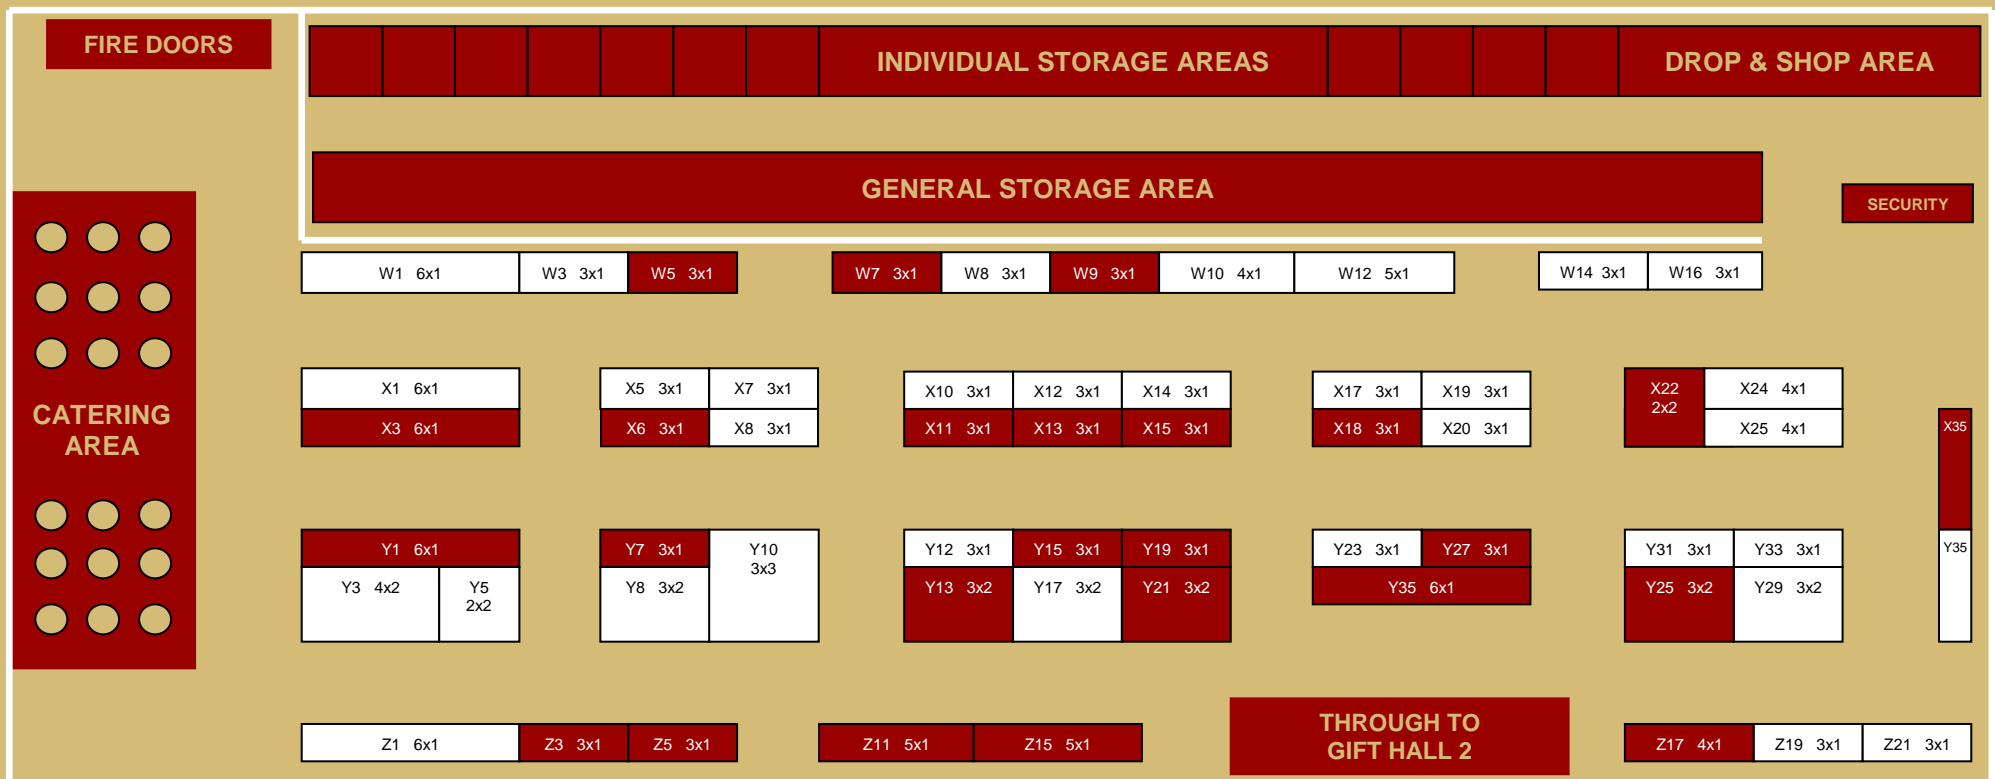 FIRE DOORS
INDIVIDUAL STORAGE AREAS
DROP & SHOP AREA
GENERAL STORAGE AREA
SECURITY
W1 6x1
W3 3x1
W5 3x1
W7 3x1
W8 3x1
W9 3x1
W10 4x1
W12 5x1
W14 3x1
W16 3x1
CATERING
AREA
X1 6x1
X3 6x1
X5 3x1
X7 3x1
X6 3x1
X8 3x1
X10 3x1
X12 3x1
X14 3x1
X11 3x1
X13 3x1
X15 3x1
X17 3x1
X19 3x1
X18 3x1
X20 3x1
X22
2x2
X24 4x1
X25 4x1
X35
Y1 6x1
Y3 4x2
Y5
2x2
Y7 3x1
Y8 3x2
Y10
3x3
Y12 3x1
Y15 3x1
Y19 3x1
Y13 3x2
Y17 3x2
Y21 3x2
Y23 3x1
Y27 3x1
Y35 6x1
Y31 3x1
Y33 3x1
Y25 3x2
Y29 3x2
Y35
Z1 6x1
Z3 3x1
Z5 3x1
Z11 5x1
Z15 5x1
THROUGH TO
GIFT HALL 2
Z17 4x1
Z19 3x1
Z21 3x1